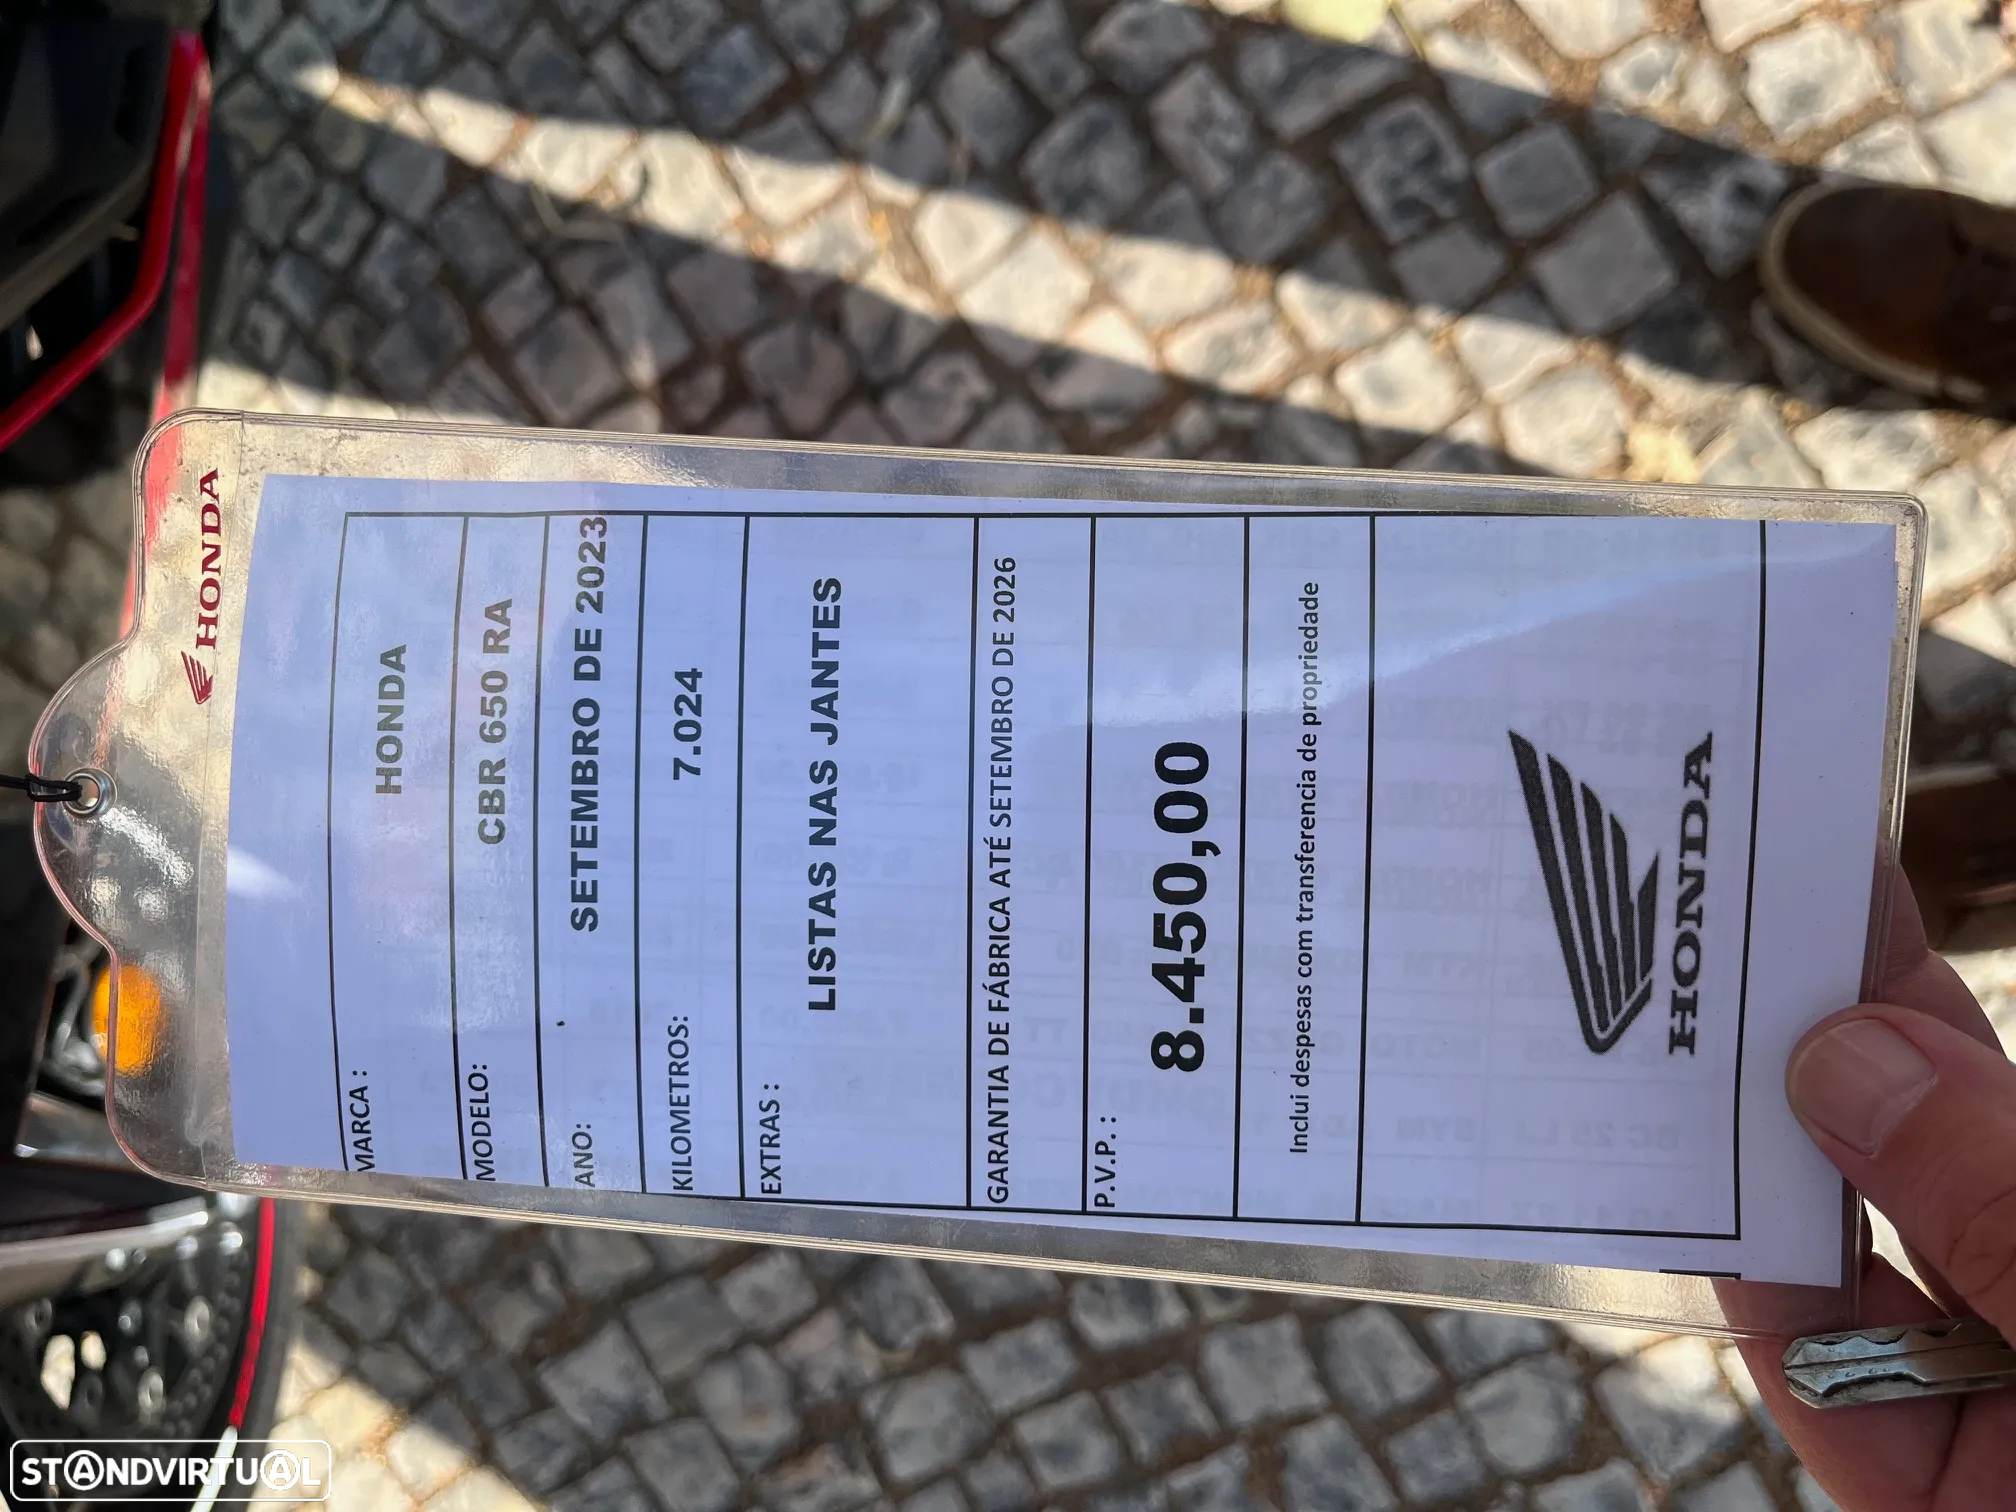 HONDA
MARCA :
HONDA
MODELO:
CBR 650 RA
ANO:
SETEMBRO DE 2023
KILOMETROS:
7.024
EXTRAS :
LISTAS NAS JANTES
GARANTIA DE FÁBRICA ATÉ SETEMBRO DE 2026
P.V.P. :
8.450,00
Inclui despesas com transferencia de propriedade
HONDA
STANDVIRTUAL